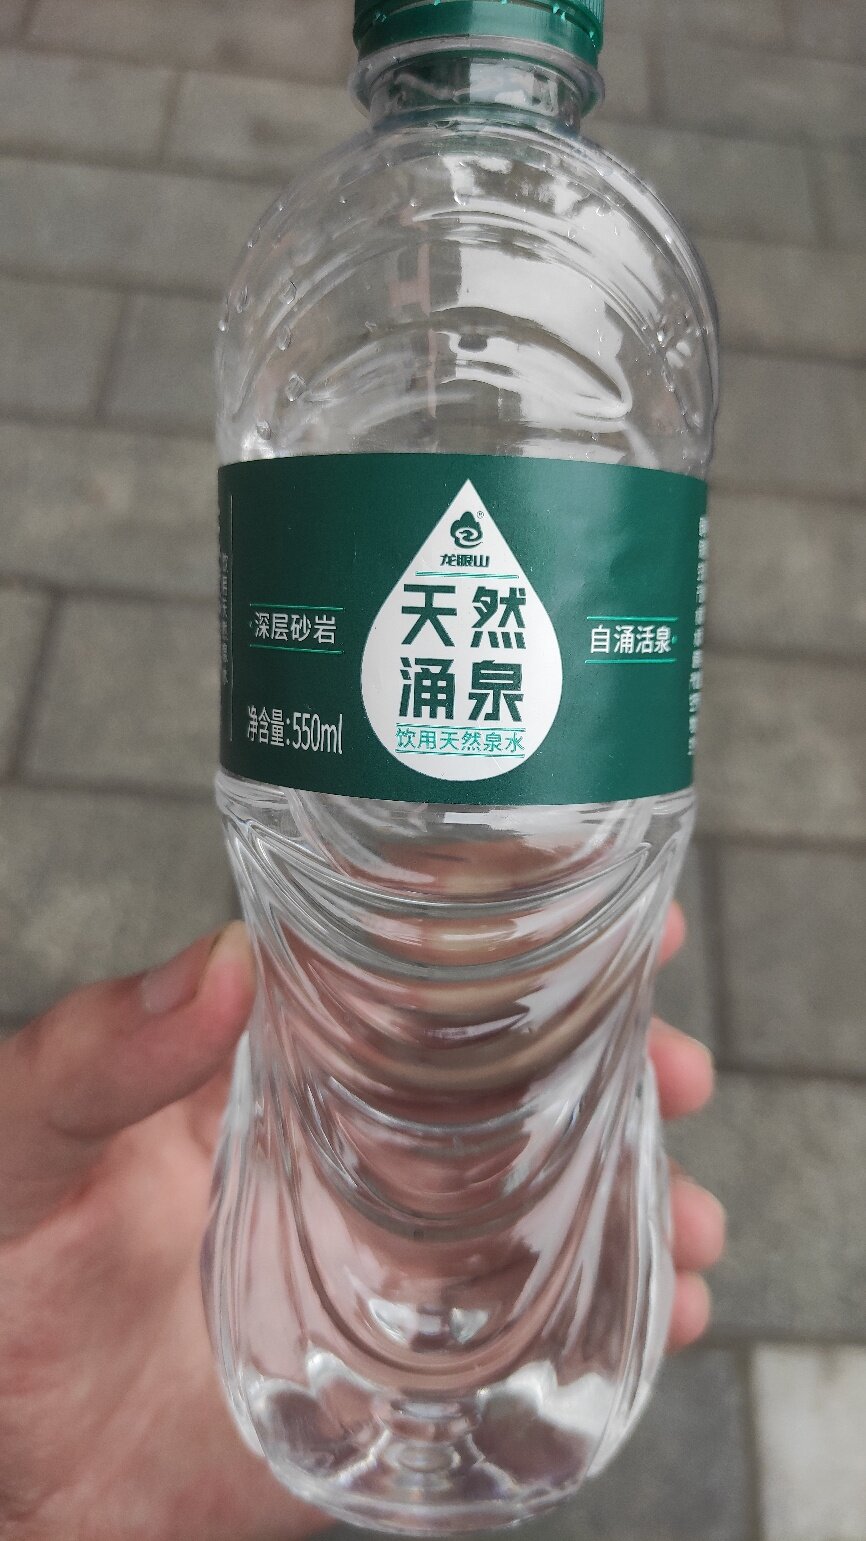 ®
龙眼山
天然
涌泉
饮用天然泉水
深层砂岩
自涌活泉
净含量:550ml